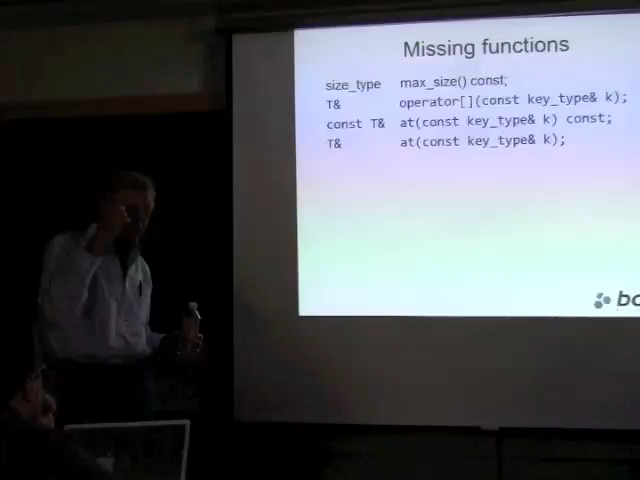 Missing functions
size_type max_size() const;
T& operator[](const key_type& k);
const T& at(const key_type& k) const;
T& at(const key_type& k);